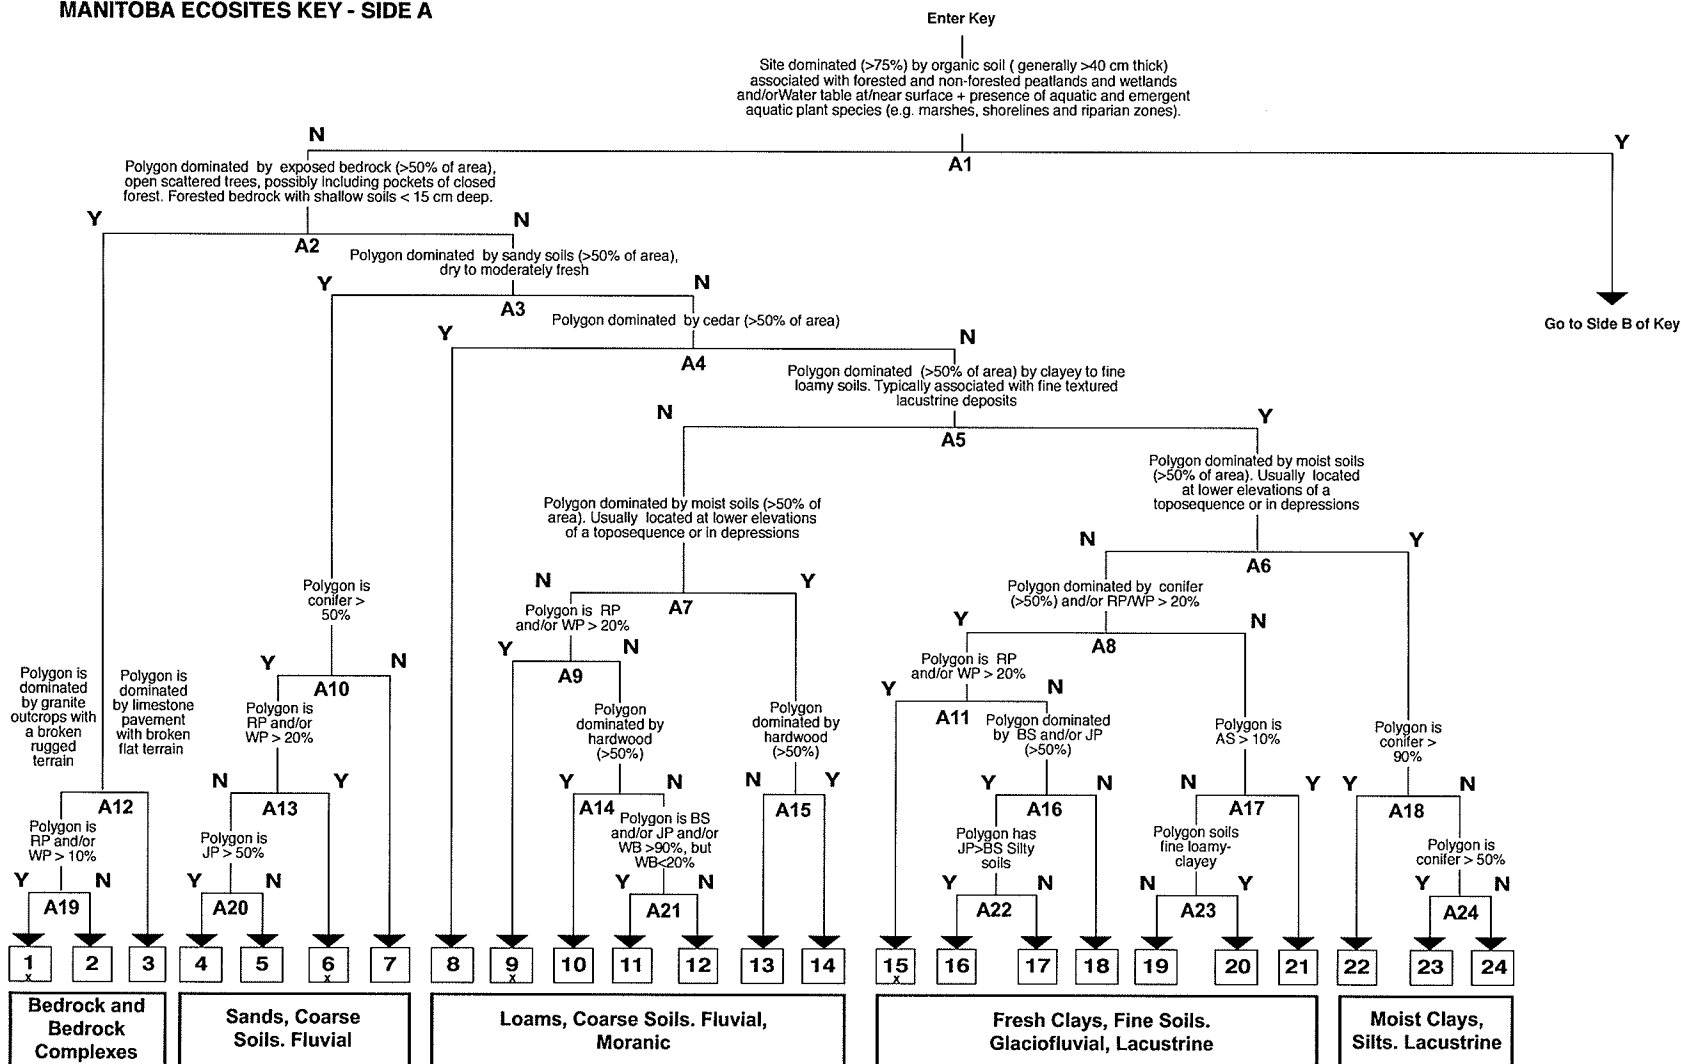 MANITOBA ECOSITES KEY - SIDE A
Enter Key
Site dominated (>75%) by organic soil ( generally >40 cm thick)
associated with forested and non-forested peatlands and wetlands
and/orWater table at/near surface + presence of aquatic and emergent
aquatic plant species (e.g. marshes, shorelines and riparian zones).
N
Y
A1
Polygon dominated by exposed bedrock (>50% of area),
open scattered trees, possibly including pockets of closed
forest. Forested bedrock with shallow soils < 15 cm deep.
Y
N
A2
Polygon dominated by sandy soils (>50% of area),
dry to moderately fresh
Y
N
A3
Go to Side B of Key
Polygon dominated by cedar (>50% of area)
Y
N
A4
Polygon dominated (>50% of area) by clayey to fine
loamy soils. Typically associated with fine textured
lacustrine deposits
N
Y
A5
Polygon dominated by moist soils
(>50% of area). Usually located
at lower elevations of a
toposequence or in depressions
Polygon dominated by moist soils (>50% of
area). Usually located at lower elevations
of a toposequence or in depressions
N
Y
A6
N
Y
A7
Polygon is
conifer >
50%
Polygon dominated by conifer
(>50%) and/or RP/WP > 20%
Polygon is RP
and/or WP > 20%
Y
N
A8
Y
N
A9
Y
N
A10
Polygon is RP
and/or WP > 20%
Y
N
A11
Polygon is
dominated
by granite
outcrops with
a broken
rugged
terrain
Polygon is
dominated
by limestone
pavement
with broken
flat terrain
Polygon is
RP and/or
WP > 20%
Polygon
dominated by
hardwood
(>50%)
Polygon
dominated by
hardwood
(>50%)
Polygon dominated
by BS and/or JP
(>50%)
Polygon is
AS > 10%
Polygon is
conifer >
90%
A12
N
Y
A13
Y
N
A14
N
Y
A15
Y
N
A16
N
Y
A17
Y
N
A18
Polygon is
RP and/or
WP > 10%
Polygon is
JP > 50%
Polygon is BS
and/or JP and/or
WB >90%, but
WB<20%
Polygon has
JP>BS Silty
soils
Polygon soils
fine loamy-
clayey
Polygon is
conifer > 50%
Y
N
A19
Y
N
A20
Y
N
A21
Y
N
A22
N
Y
A23
Y
N
A24
1 2 3 4 5 6 7 8 9 10 11 12 13 14 15 16 17 18 19 20 21 22 23 24
x x x x
Bedrock and
Bedrock
Complexes
Sands, Coarse
Soils. Fluvial
Loams, Coarse Soils. Fluvial,
Moranic
Fresh Clays, Fine Soils.
Glaciofluvial, Lacustrine
Moist Clays,
Silts. Lacustrine